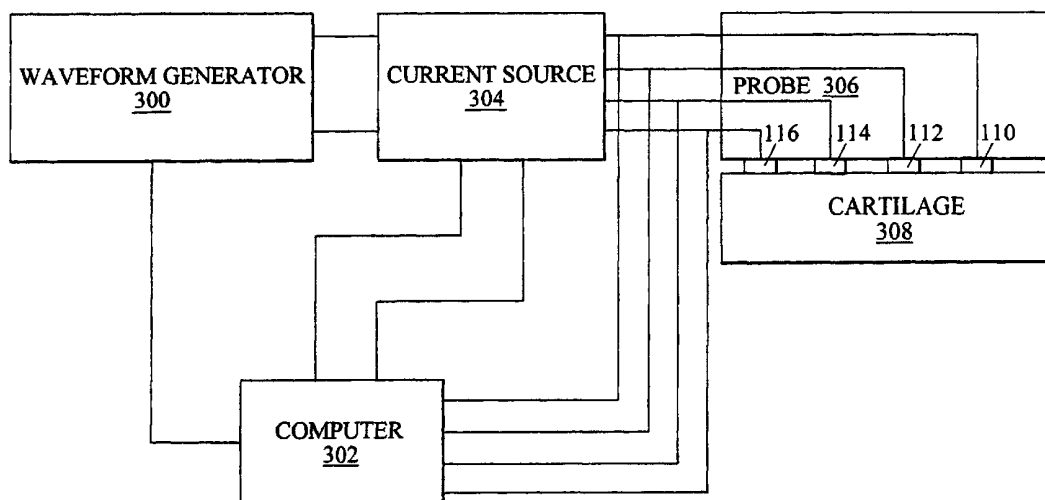 WAVEFORM GENERATOR
300
CURRENT SOURCE
304
PROBE 306
116 114 112 110
CARTILAGE
308
COMPUTER
302